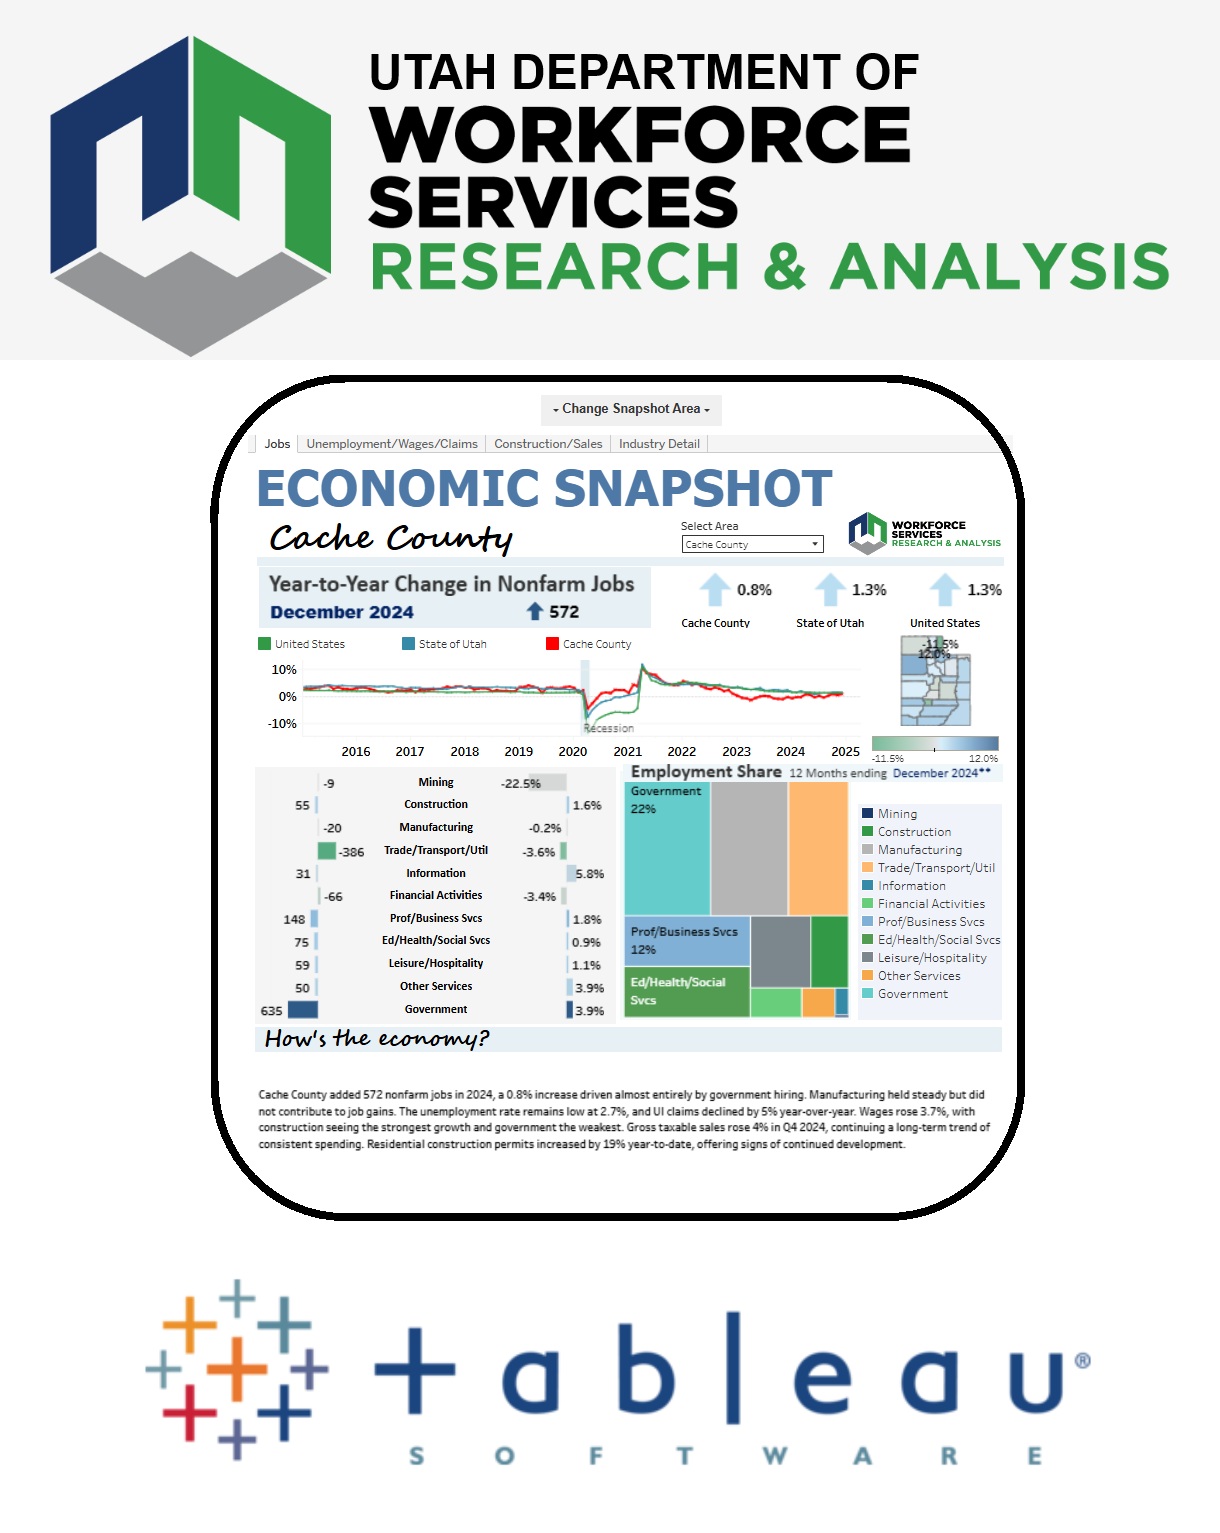 UTAH DEPARTMENT OF
WORKFORCE
SERVICES
RESEARCH & ANALYSIS
Change Snapshot Area
Jobs Unemployment/Wages/Claims Construction/Sales Industry Detail
ECONOMIC SNAPSHOT
Cache County
Select Area
Cache County
WORKFORCE
SERVICES
RESEARCH & ANALYSIS
Year-to-Year Change in Nonfarm Jobs
December 2024 572
0.8% 1.3% 1.3%
Cache County State of Utah United States
United States State of Utah Cache County
-11.5%
12.0%
10%
0%
-10%
Recession
2016 2017 2018 2019 2020 2021 2022 2023 2024 2025
-11.5% 12.0%
-9 Mining -22.5%
55 Construction 1.6%
-20 Manufacturing -0.2%
-386 Trade/Transport/Util -3.6%
31 Information 5.8%
-66 Financial Activities -3.4%
148 Prof/Business Svcs 1.8%
75 Ed/Health/Social Svcs 0.9%
59 Leisure/Hospitality 1.1%
50 Other Services 3.9%
635 Government 3.9%
Employment Share 12 Months ending December 2024**
Government
22%
Prof/Business Svcs
12%
Ed/Health/Social
Svcs
Mining
Construction
Manufacturing
Trade/Transport/Util
Information
Financial Activities
Prof/Business Svcs
Ed/Health/Social Svcs
Leisure/Hospitality
Other Services
Government
How's the economy?
Cache County added 572 nonfarm jobs in 2024, a 0.8% increase driven almost entirely by government hiring. Manufacturing held steady but did
not contribute to job gains. The unemployment rate remains low at 2.7%, and UI claims declined by 5% year-over-year. Wages rose 3.7%, with
construction seeing the strongest growth and government the weakest. Gross taxable sales rose 4% in Q4 2024, continuing a long-term trend of
consistent spending. Residential construction permits increased by 19% year-to-date, offering signs of continued development.
+ableau®
SOFTWARE